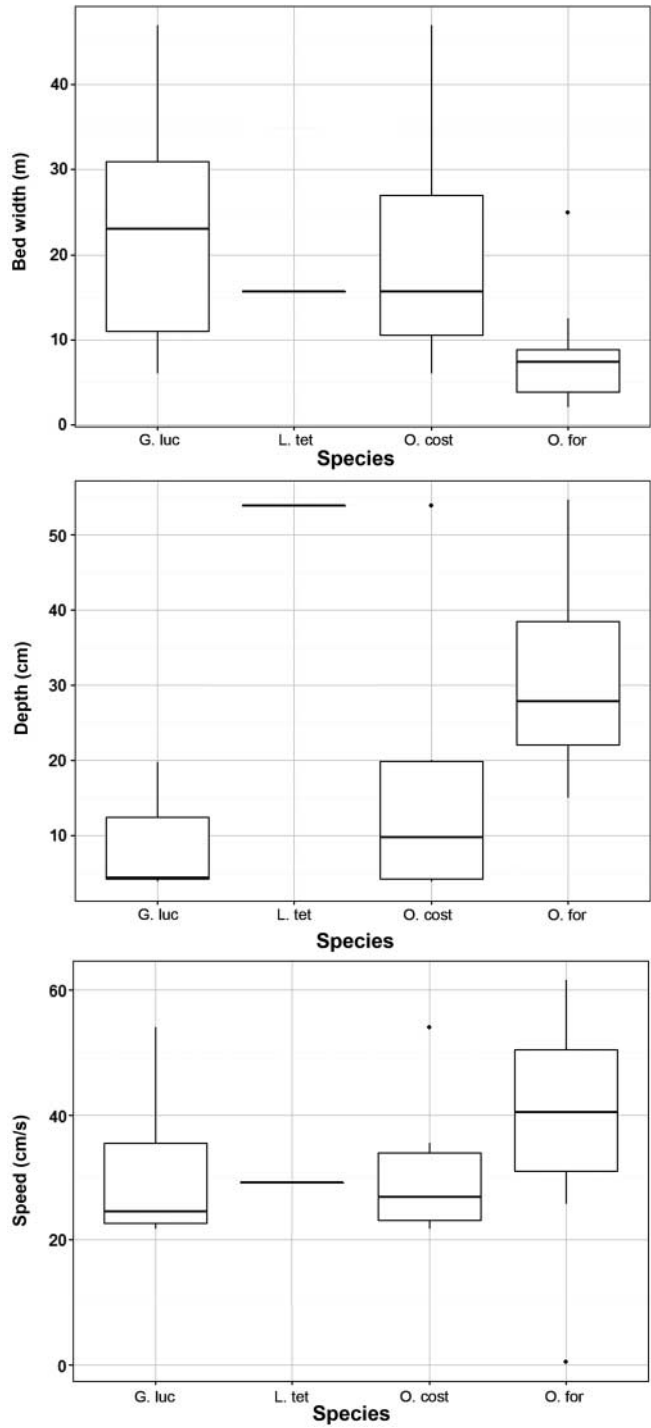 Bed width (m)
40
30
20
10
0
G. luc L. tet O. cost O. for
Species
Depth (cm)
50
40
30
20
10
G. luc L. tet O. cost O. for
Species
Speed (cm/s)
60
40
20
0
G. luc L. tet O. cost O. for
Species